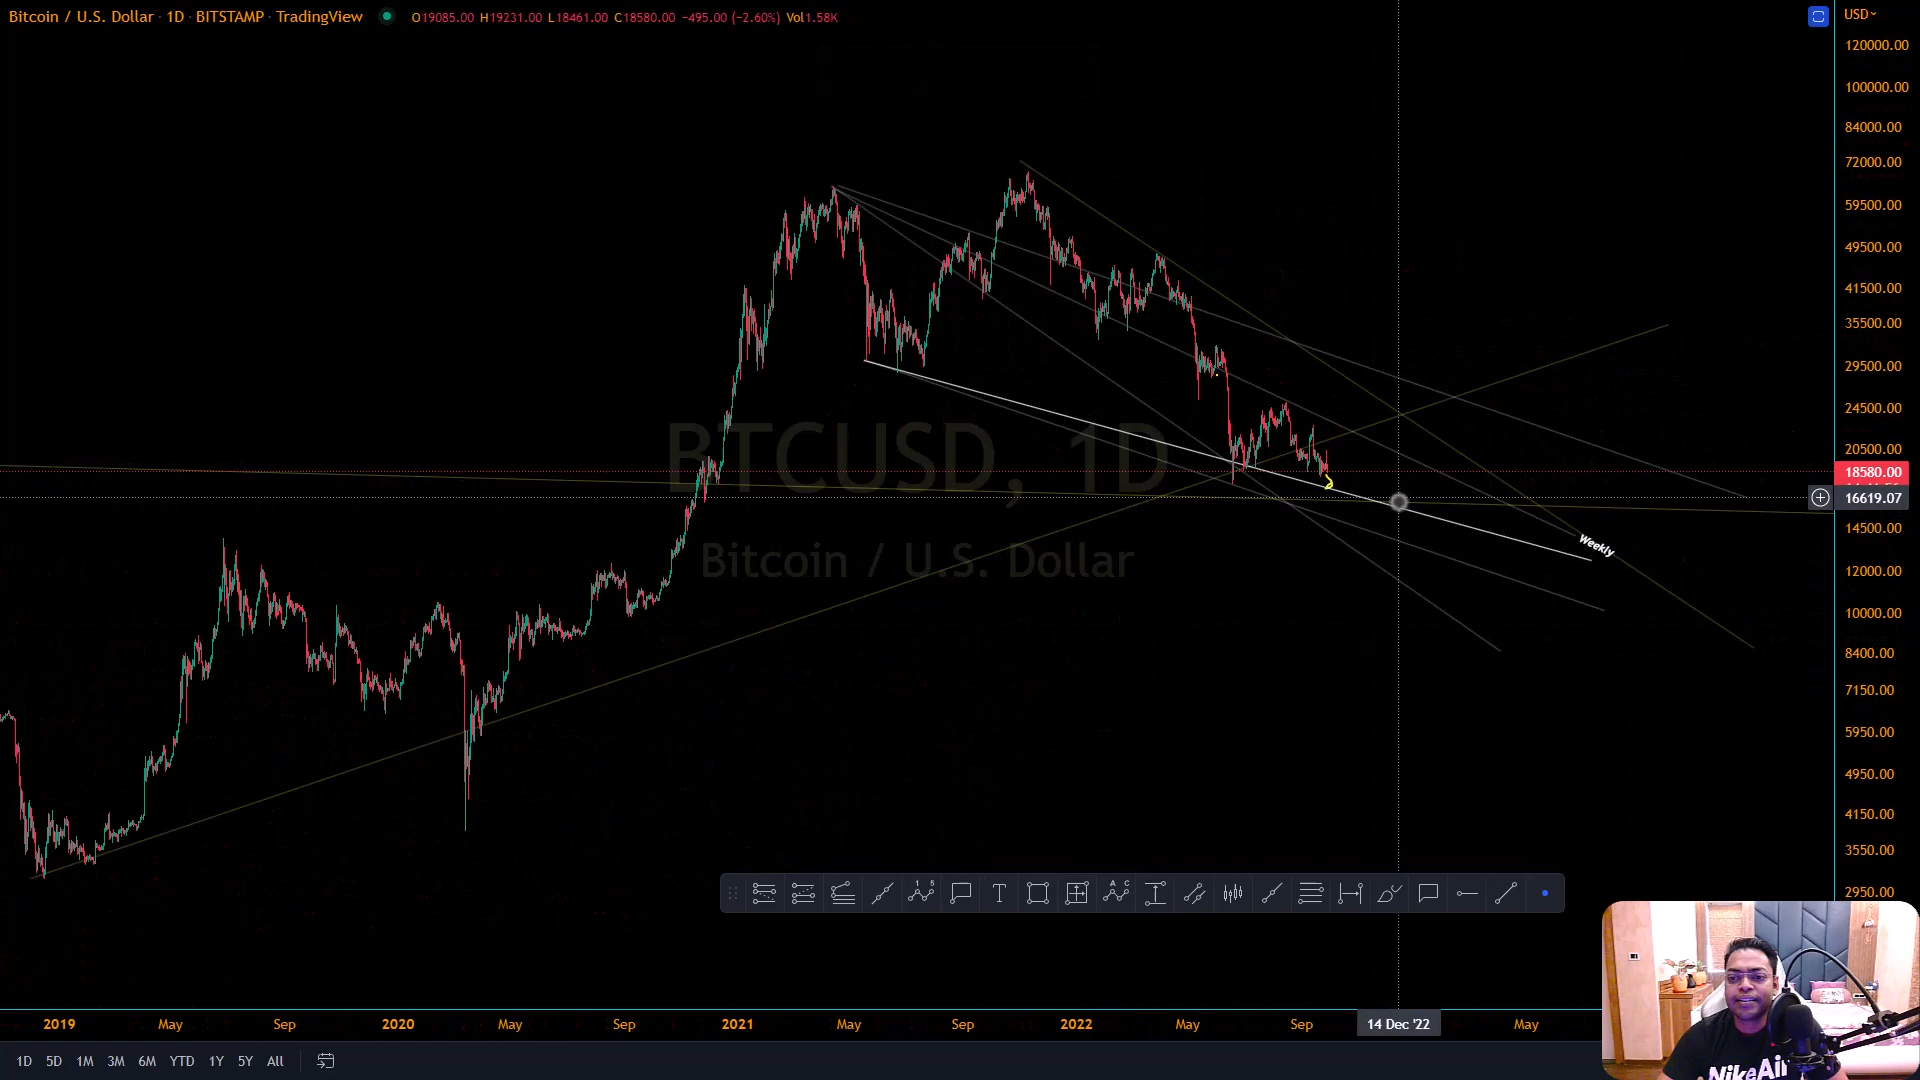 Bitcoin / U.S. Dollar · 1D · BITSTAMP · TradingView O19085.00 H19231.00 L18461.00 C18580.00 −495.00 (−2.60%) Vol1.58K
USD
120000.00
100000.00
84000.00
72000.00
59500.00
49500.00
41500.00
35500.00
29500.00
24500.00
20500.00
18580.00
16619.07
14500.00
12000.00
10000.00
8400.00
7150.00
5950.00
4950.00
4150.00
3550.00
2950.00
BTCUSD, 1D
Bitcoin / U.S. Dollar
Weekly
2019 May Sep 2020 May Sep 2021 May Sep 2022 May Sep 14 Dec '22 May
1D 5D 1M 3M 6M YTD 1Y 5Y All
NikeAir